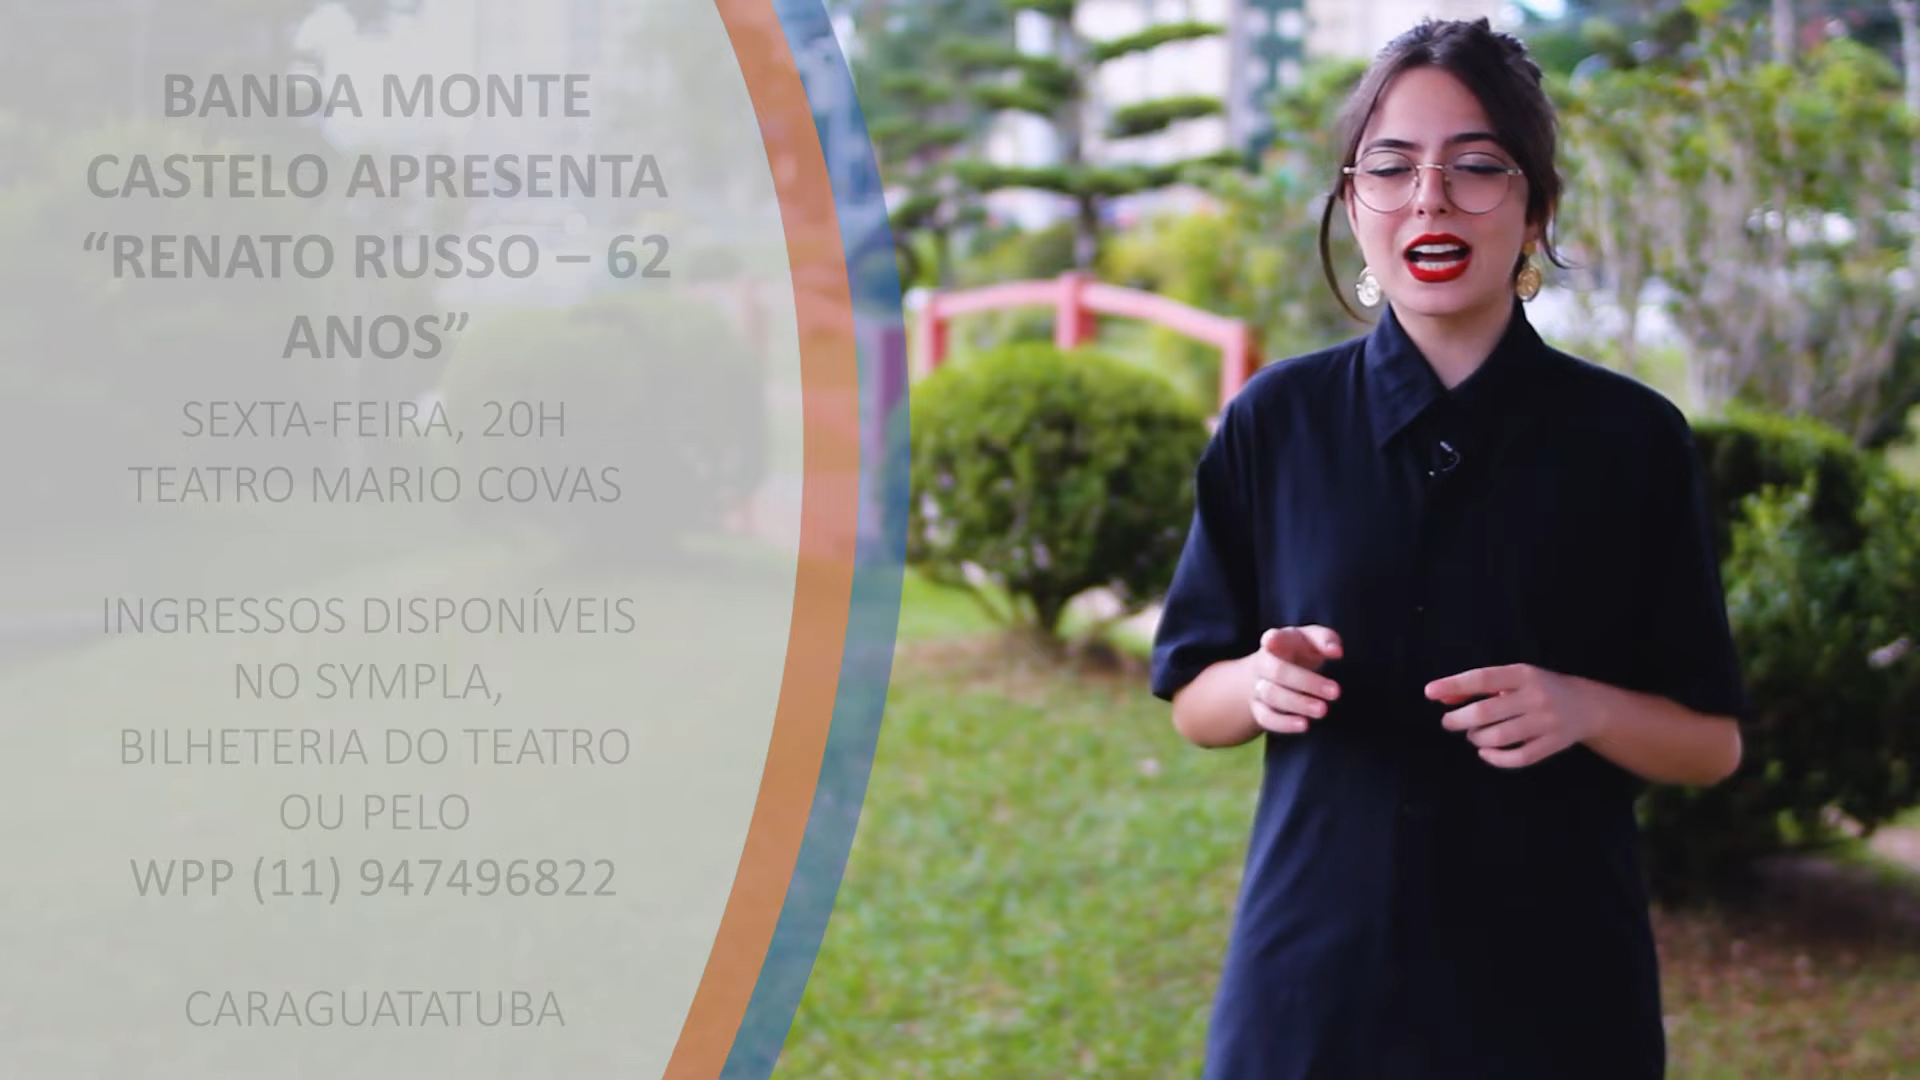 BANDA MONTE
CASTELO APRESENTA
“RENATO RUSSO – 62
ANOS”
SEXTA-FEIRA, 20H
TEATRO MARIO COVAS
INGRESSOS DISPONÍVEIS
NO SYMPLA,
BILHETERIA DO TEATRO
OU PELO
WPP (11) 947496822
CARAGUATATUBA